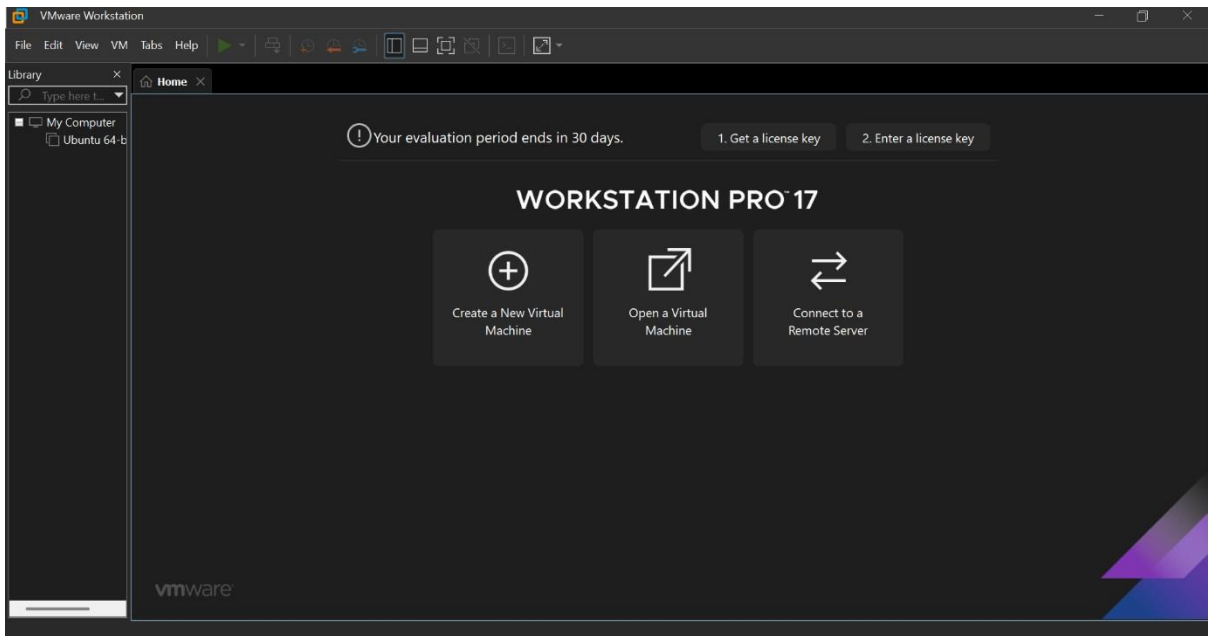 VMware Workstation
File Edit View VM Tabs Help
Library
Home
Type here t...
My Computer
Ubuntu 64-b
Your evaluation period ends in 30 days.
1. Get a license key
2. Enter a license key
WORKSTATION PRO™ 17
Create a New Virtual
Machine
Open a Virtual
Machine
Connect to a
Remote Server
vmware